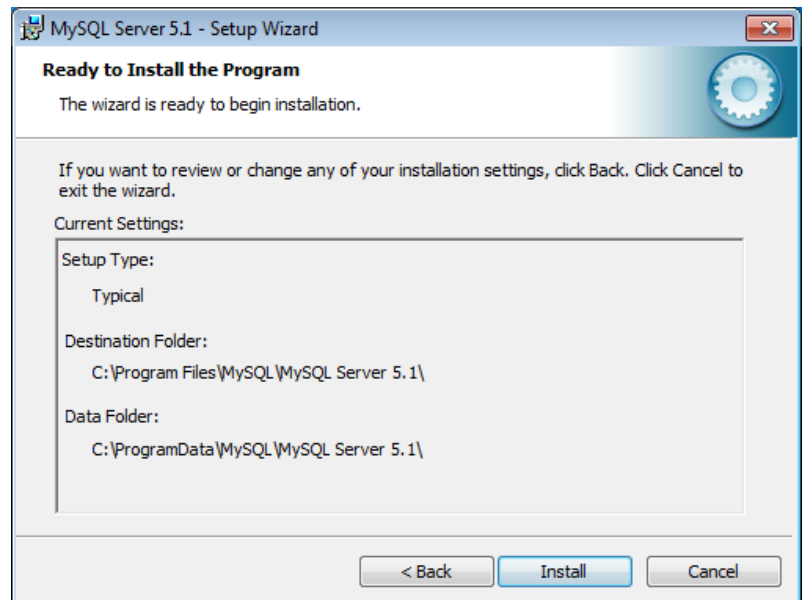 MySQL Server 5.1 - Setup Wizard
Ready to Install the Program
The wizard is ready to begin installation.
If you want to review or change any of your installation settings, click Back. Click Cancel to
exit the wizard.
Current Settings:
Setup Type:
Typical
Destination Folder:
C:\Program Files\MySQL\MySQL Server 5.1\
Data Folder:
C:\ProgramData\MySQL\MySQL Server 5.1\
< Back Install Cancel